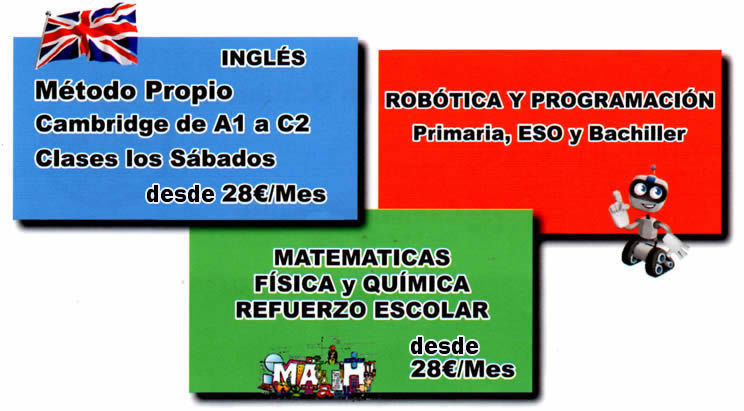 INGLÉS
Método Propio
Cambridge de A1 a C2
Clases los Sábados
desde 28€/Mes
ROBÓTICA Y PROGRAMACIÓN
Primaria, ESO y Bachiller
MATEMATICAS
FÍSICA y QUÍMICA
REFUERZO ESCOLAR
desde
28€/Mes
MATH